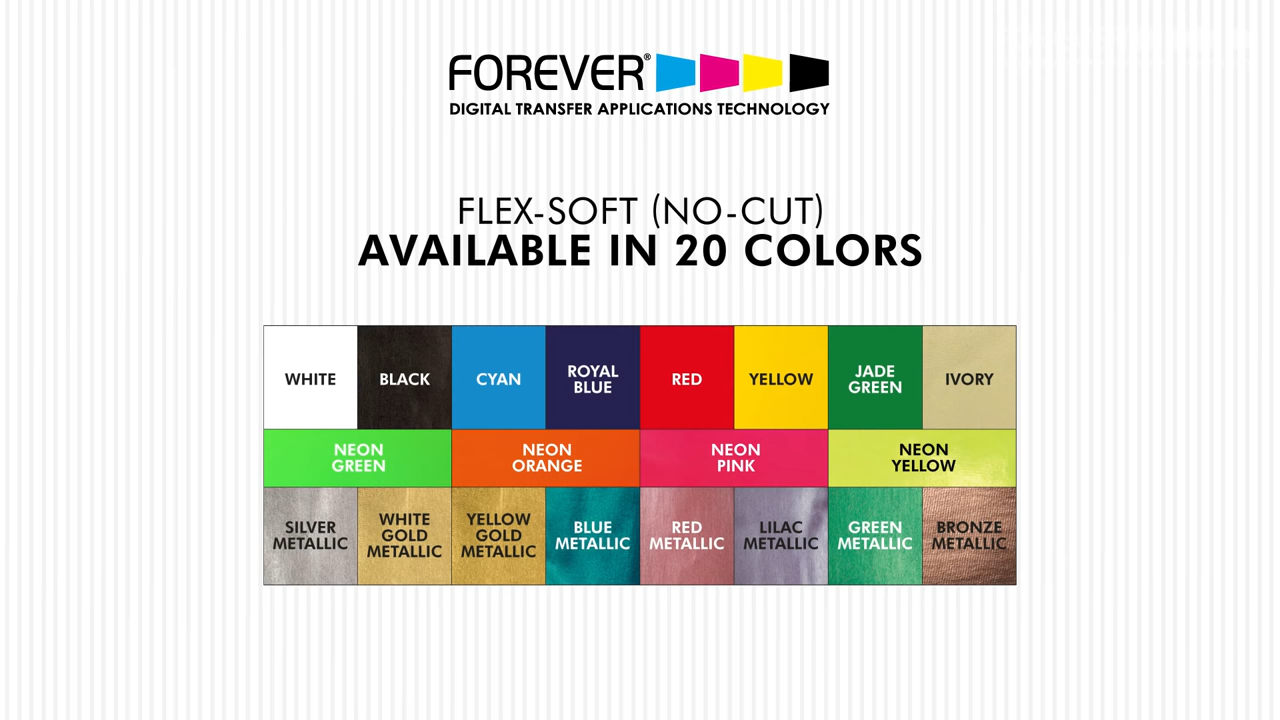 FOREVER®
DIGITAL TRANSFER APPLICATIONS TECHNOLOGY
FLEX-SOFT (NO-CUT)
AVAILABLE IN 20 COLORS
WHITE
BLACK
CYAN
ROYAL
BLUE
RED
YELLOW
JADE
GREEN
IVORY
NEON
GREEN
NEON
ORANGE
NEON
PINK
NEON
YELLOW
SILVER
METALLIC
WHITE
GOLD
METALLIC
YELLOW
GOLD
METALLIC
BLUE
METALLIC
RED
METALLIC
LILAC
METALLIC
GREEN
METALLIC
BRONZE
METALLIC